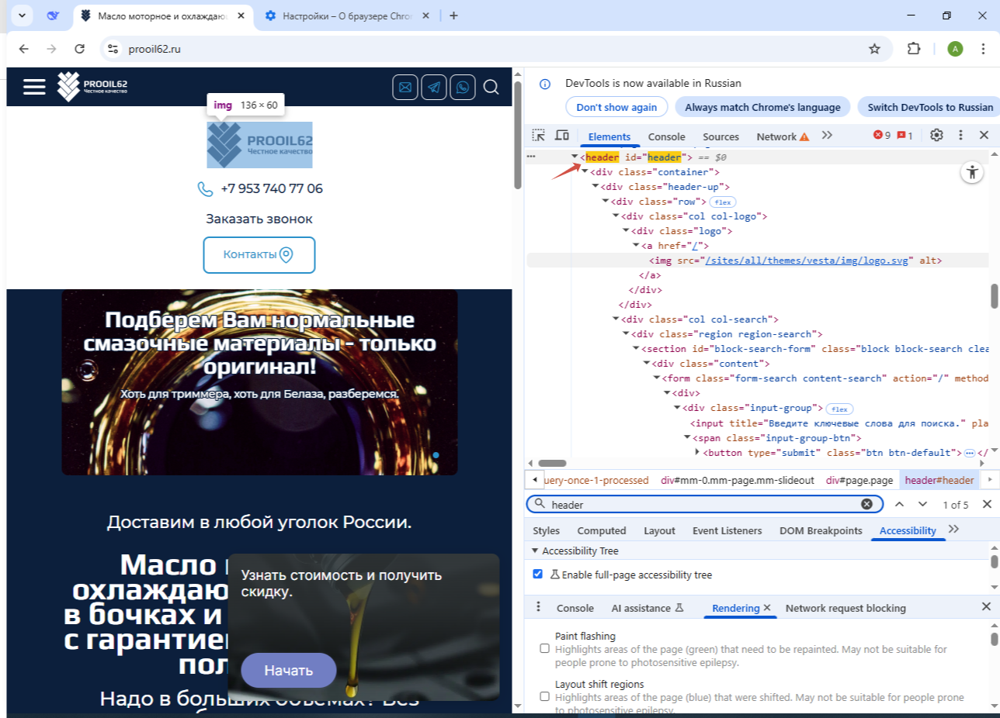 Масло моторное и охлаждаю
Настройки – О браузере Chro
prooil62.ru
A
PROOIL62
Честное качество
img 136 × 60
PROOIL62
Честное качество
+7 953 740 77 06
Заказать звонок
Контакты
Подберем Вам нормальные
смазочные материалы - только
оригинал!
Хоть для триммера, хоть для Белаза, разберемся.
Доставим в любой уголок России.
Масло
охлаждаю
в бочках и
с гарантие
пол
Надо в больших объемах? Без
Узнать стоимость и получить
скидку.
Начать
DevTools is now available in Russian
Don't show again
Always match Chrome's language
Switch DevTools to Russian
Elements Console Sources Network 9 1
<header id="header"> == $0
<div class="container">
<div class="header-up">
<div class="row"> flex
<div class="col col-logo">
<div class="logo">
<a href="/">
<img src="/sites/all/themes/vesta/img/logo.svg" alt>
</a>
</div>
</div>
<div class="col col-search">
<div class="region region-search">
<section id="block-search-form" class="block block-search clea
<div class="content">
<form class="form-search content-search" action="/" method
<div>
<div class="input-group"> flex
<input title="Введите ключевые слова для поиска." pla
<span class="input-group-btn">
<button type="submit" class="btn btn-default"> </
uery-once-1-processed div#mm-0.mm-page.mm-slideout div#page.page header#header
header
1 of 5
Styles Computed Layout Event Listeners DOM Breakpoints Accessibility
Accessibility Tree
Enable full-page accessibility tree
Console AI assistance Rendering Network request blocking
Paint flashing
Highlights areas of the page (green) that need to be repainted. May not be suitable for
people prone to photosensitive epilepsy.
Layout shift regions
Highlights areas of the page (blue) that were shifted. May not be suitable for people prone
to photosensitive epilepsy.